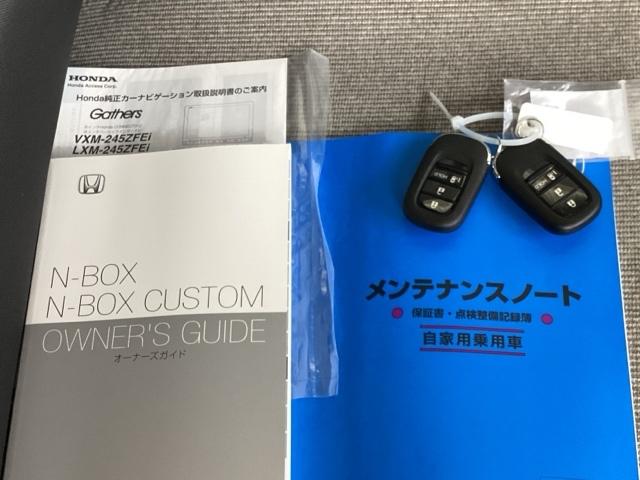 HONDA
Honda Access Corp.
Honda純正カーナビゲーション取扱説明書のご案内
Gathers
VXM-245ZFEi
LXM-245ZFEi
N-BOX
N-BOX CUSTOM
OWNER'S GUIDE
オーナーズガイド
HOLD
HOLD
メンテナンスノート
保証書・点検整備記録簿
自家用乗用車